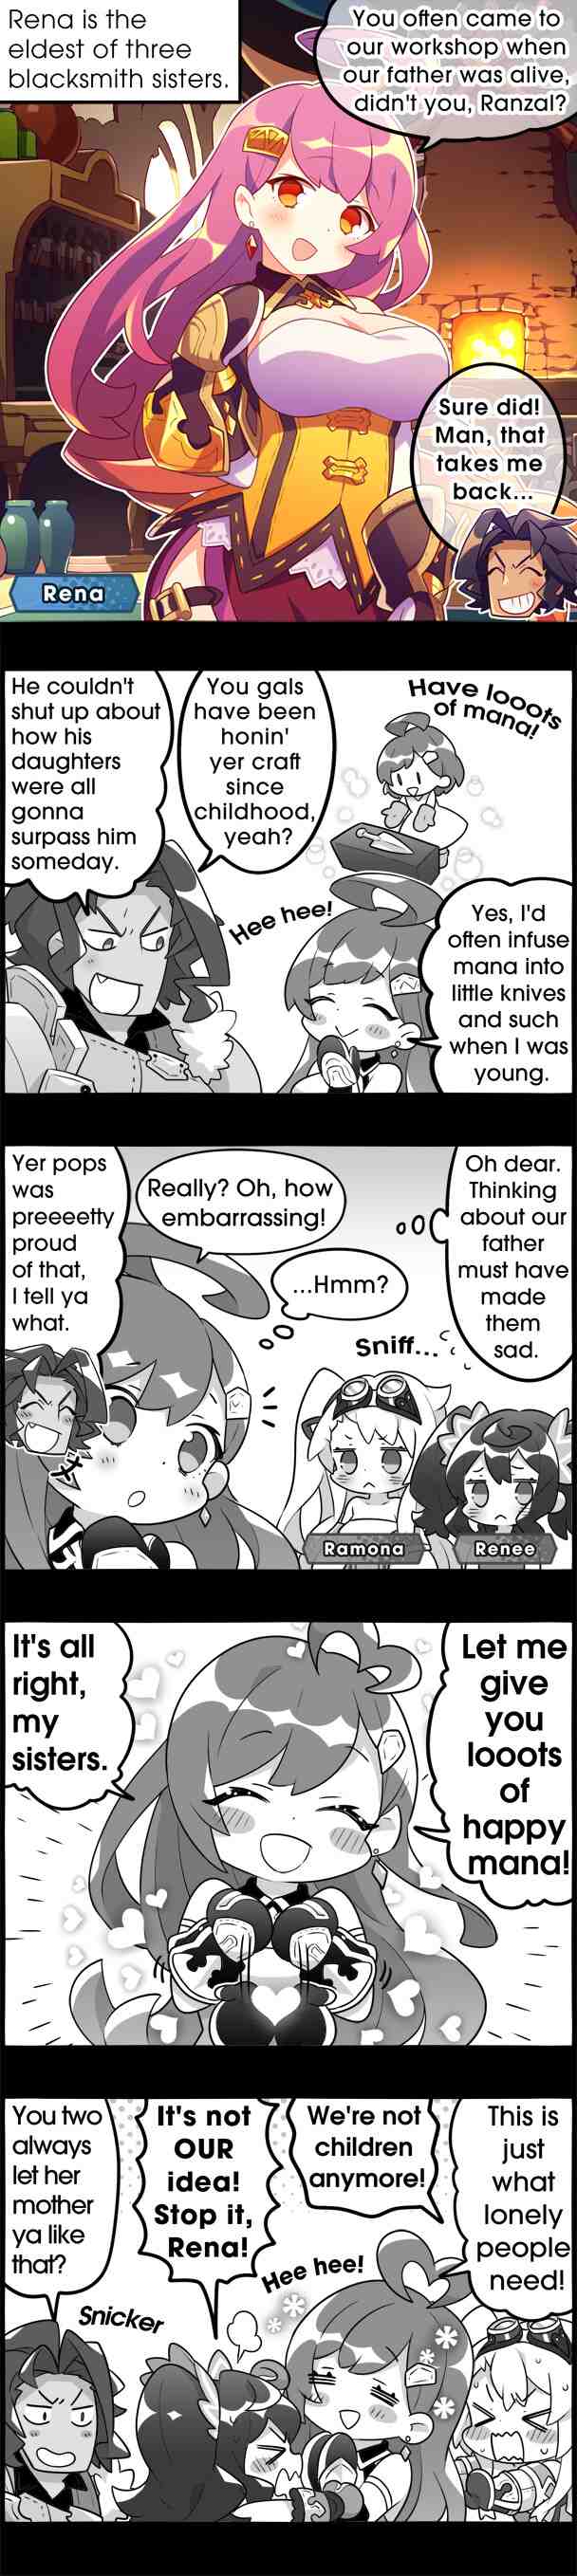 Rena is the
eldest of three
blacksmith sisters.
You often came to
our workshop when
our father was alive,
didn't you, Ranzal?
Sure did!
Man, that
takes me
back...
Rena
He couldn't
shut up about
how his
daughters
were all
gonna
surpass him
someday.
You gals
have been
honin'
yer craft
since
childhood,
yeah?
Have looots
of mana!
Hee hee!
Yes, I'd
often infuse
mana into
little knives
and such
when I was
young.
Yer pops
was
preeeetty
proud
of that,
I tell ya
what.
Really? Oh, how
embarrassing!
...Hmm?
Oh dear.
Thinking
about our
father
must have
made
them
sad.
Sniff...
Ramona
Renee
It's all
right,
my
sisters.
Let me
give
you
looots
of
happy
mana!
You two
always
let her
mother
ya like
that?
It's not
OUR
idea!
Stop it,
Rena!
We're not
children
anymore!
This is
just
what
lonely
people
need!
Hee hee!
Snicker